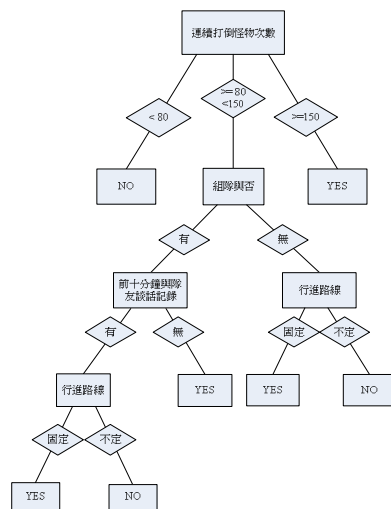 連續打倒怪物次數
< 80
>= 80
<150
>=150
NO
組隊與否
YES
有
無
前十分鐘與隊
友談話記錄
行進路線
有
無
固定
不定
行進路線
YES
YES
NO
固定
不定
YES
NO